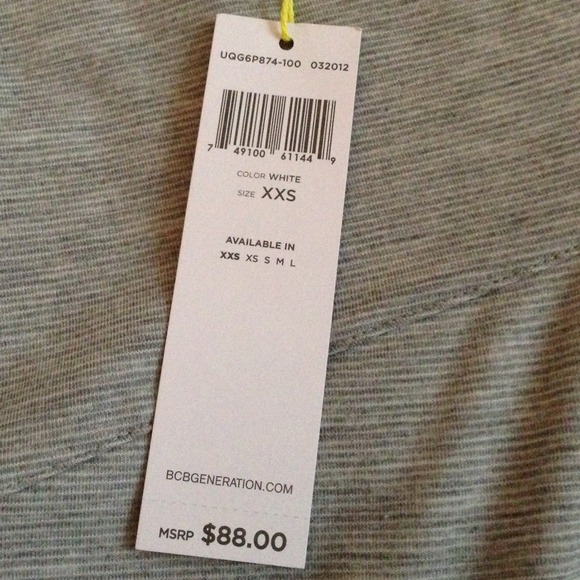 UQG6P874-100 032012
7 49100 61144 9
COLOR WHITE
SIZE XXS
AVAILABLE IN
XXS XS S M L
BCBGENERATION.COM
MSRP $88.00